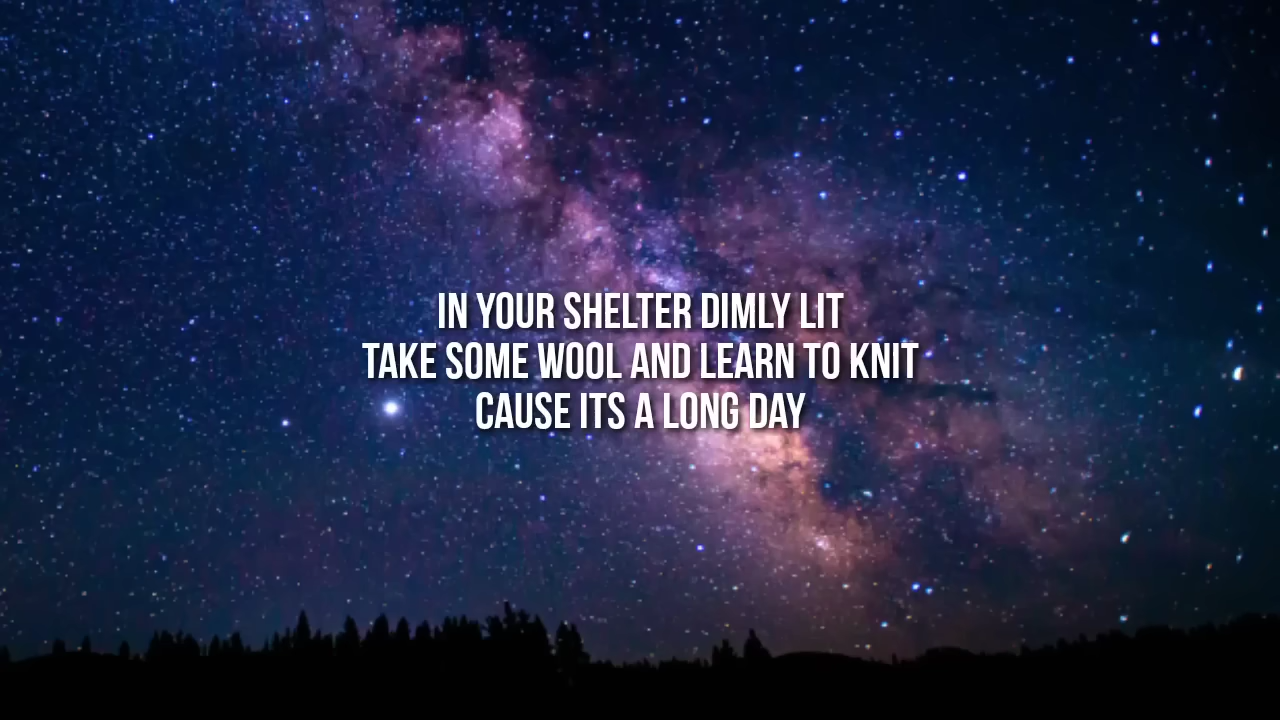 IN YOUR SHELTER DIMLY LIT
TAKE SOME WOOL AND LEARN TO KNIT
CAUSE ITS A LONG DAY